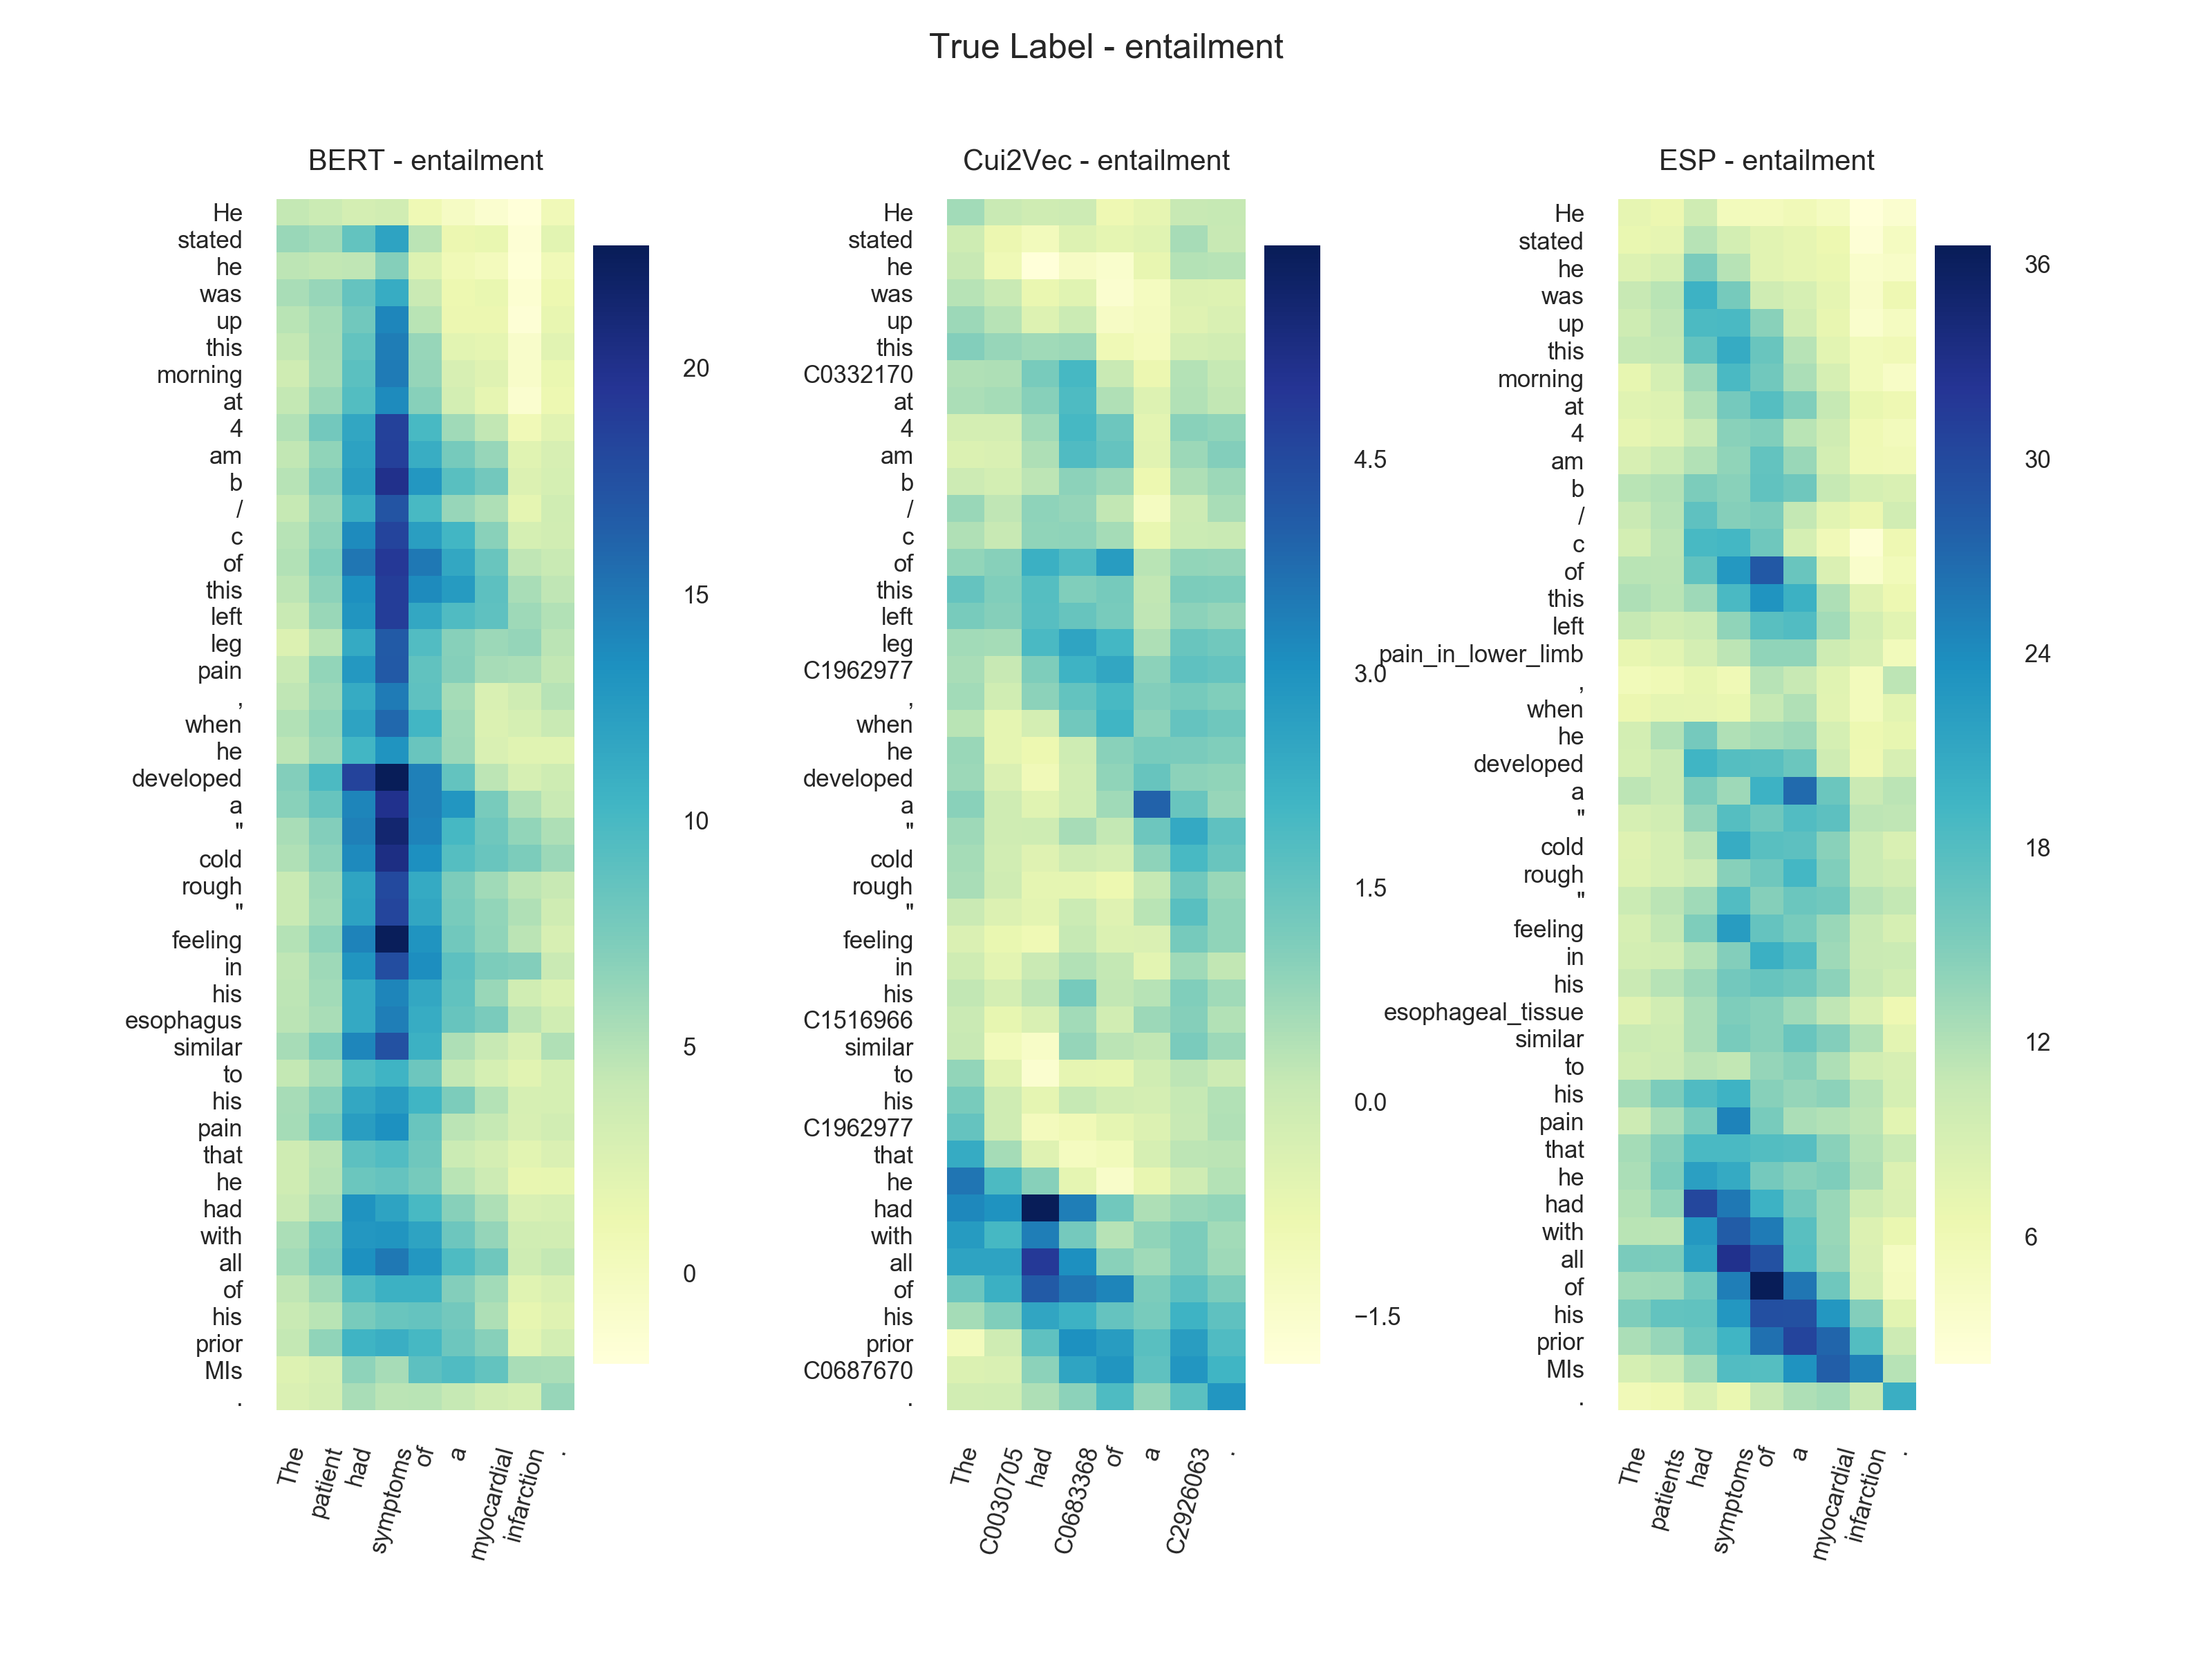 True Label - entailment
BERT - entailment
He
stated
he
was
up
this
morning
at
4
am
b
/
c
of
this
left
leg
pain
,
when
he
developed
a
"
cold
rough
"
feeling
in
his
esophagus
similar
to
his
pain
that
he
had
with
all
of
his
prior
MIs
.
The
patient
had
symptoms
of
a
myocardial
infarction
.
20
15
10
5
0
Cui2Vec - entailment
He
stated
he
was
up
this
C0332170
at
4
am
b
/
c
of
this
left
leg
C1962977
,
when
he
developed
a
"
cold
rough
"
feeling
in
his
C1516966
similar
to
his
C1962977
that
he
had
with
all
of
his
prior
C0687670
.
The
C0030705
had
C0683368
of
a
C2926063
.
4.5
3.0
1.5
0.0
−1.5
ESP - entailment
He
stated
he
was
up
this
morning
at
4
am
b
/
c
of
this
left
pain_in_lower_limb
,
when
he
developed
a
"
cold
rough
"
feeling
in
his
esophageal_tissue
similar
to
his
pain
that
he
had
with
all
of
his
prior
MIs
.
The
patients
had
symptoms
of
a
myocardial
infarction
.
36
30
24
18
12
6